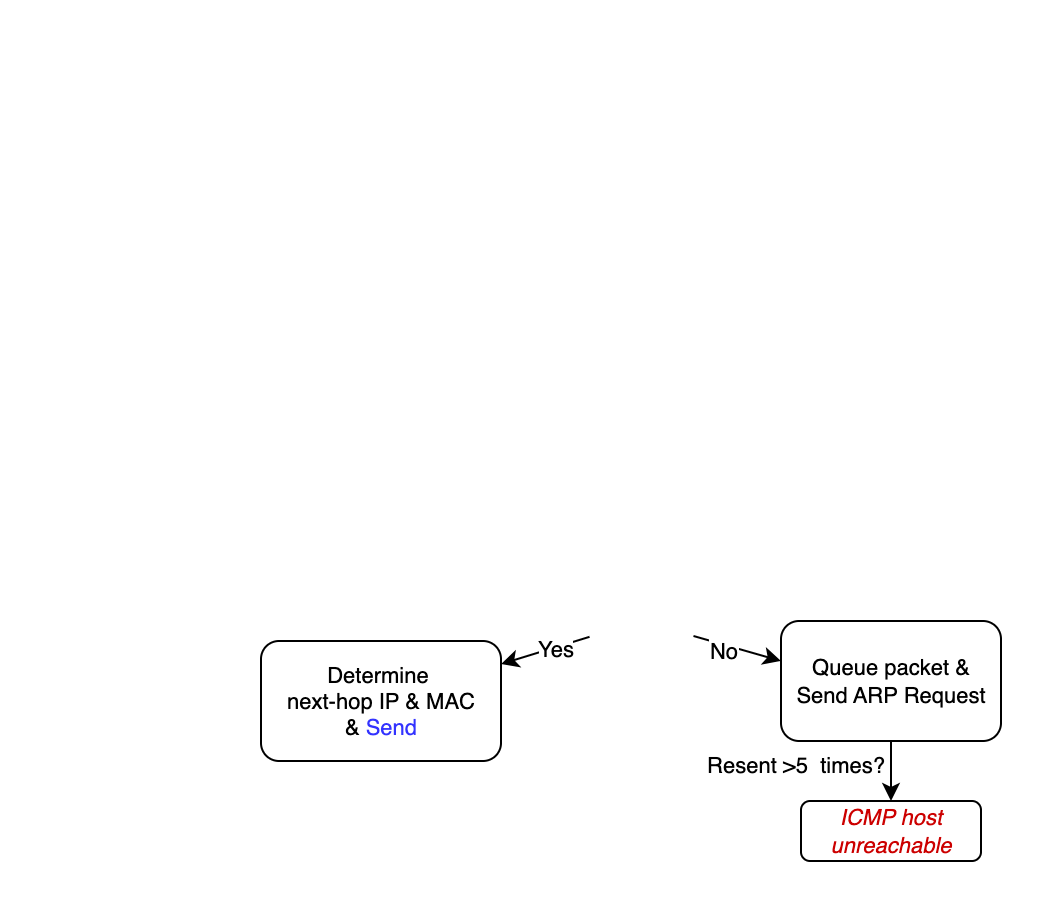 Yes
No
Determine
next-hop IP & MAC
& Send
Queue packet &
Send ARP Request
Resent >5  times?
ICMP host
unreachable